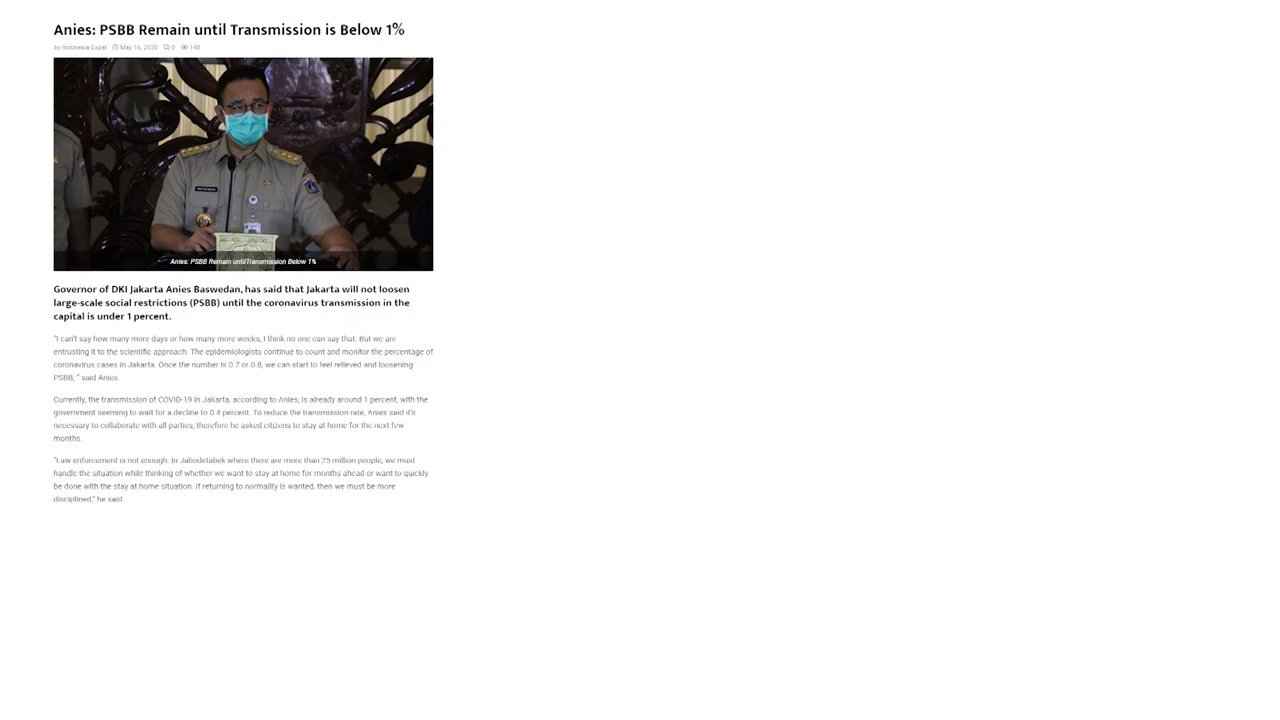 Anies: PSBB Remain until Transmission is Below 1%
by Indonesia Expat May 16, 2020 0 148
Anies: PSBB Remain untilTransmission Below 1%
Governor of DKI Jakarta Anies Baswedan, has said that Jakarta will not loosen
large-scale social restrictions (PSBB) until the coronavirus transmission in the
capital is under 1 percent.
"I can't say how many more days or how many more weeks, I think no one can say that. But we are
entrusting it to the scientific approach. The epidemiologists continue to count and monitor the percentage of
coronavirus cases in Jakarta. Once the number is 0.7 or 0.8, we can start to feel relieved and loosening
PSBB, " said Anies.
Currently, the transmission of COVID-19 in Jakarta, according to Anies, is already around 1 percent, with the
government seeming to wait for a decline to 0.4 percent. To reduce the transmission rate, Anies said it's
necessary to collaborate with all parties, therefore he asked citizens to stay at home for the next few
months.
"Law enforcement is not enough. In Jabodetabek where there are more than 25 million people, we must
handle the situation while thinking of whether we want to stay at home for months ahead or want to quickly
be done with the stay at home situation. If returning to normality is wanted, then we must be more
disciplined," he said.